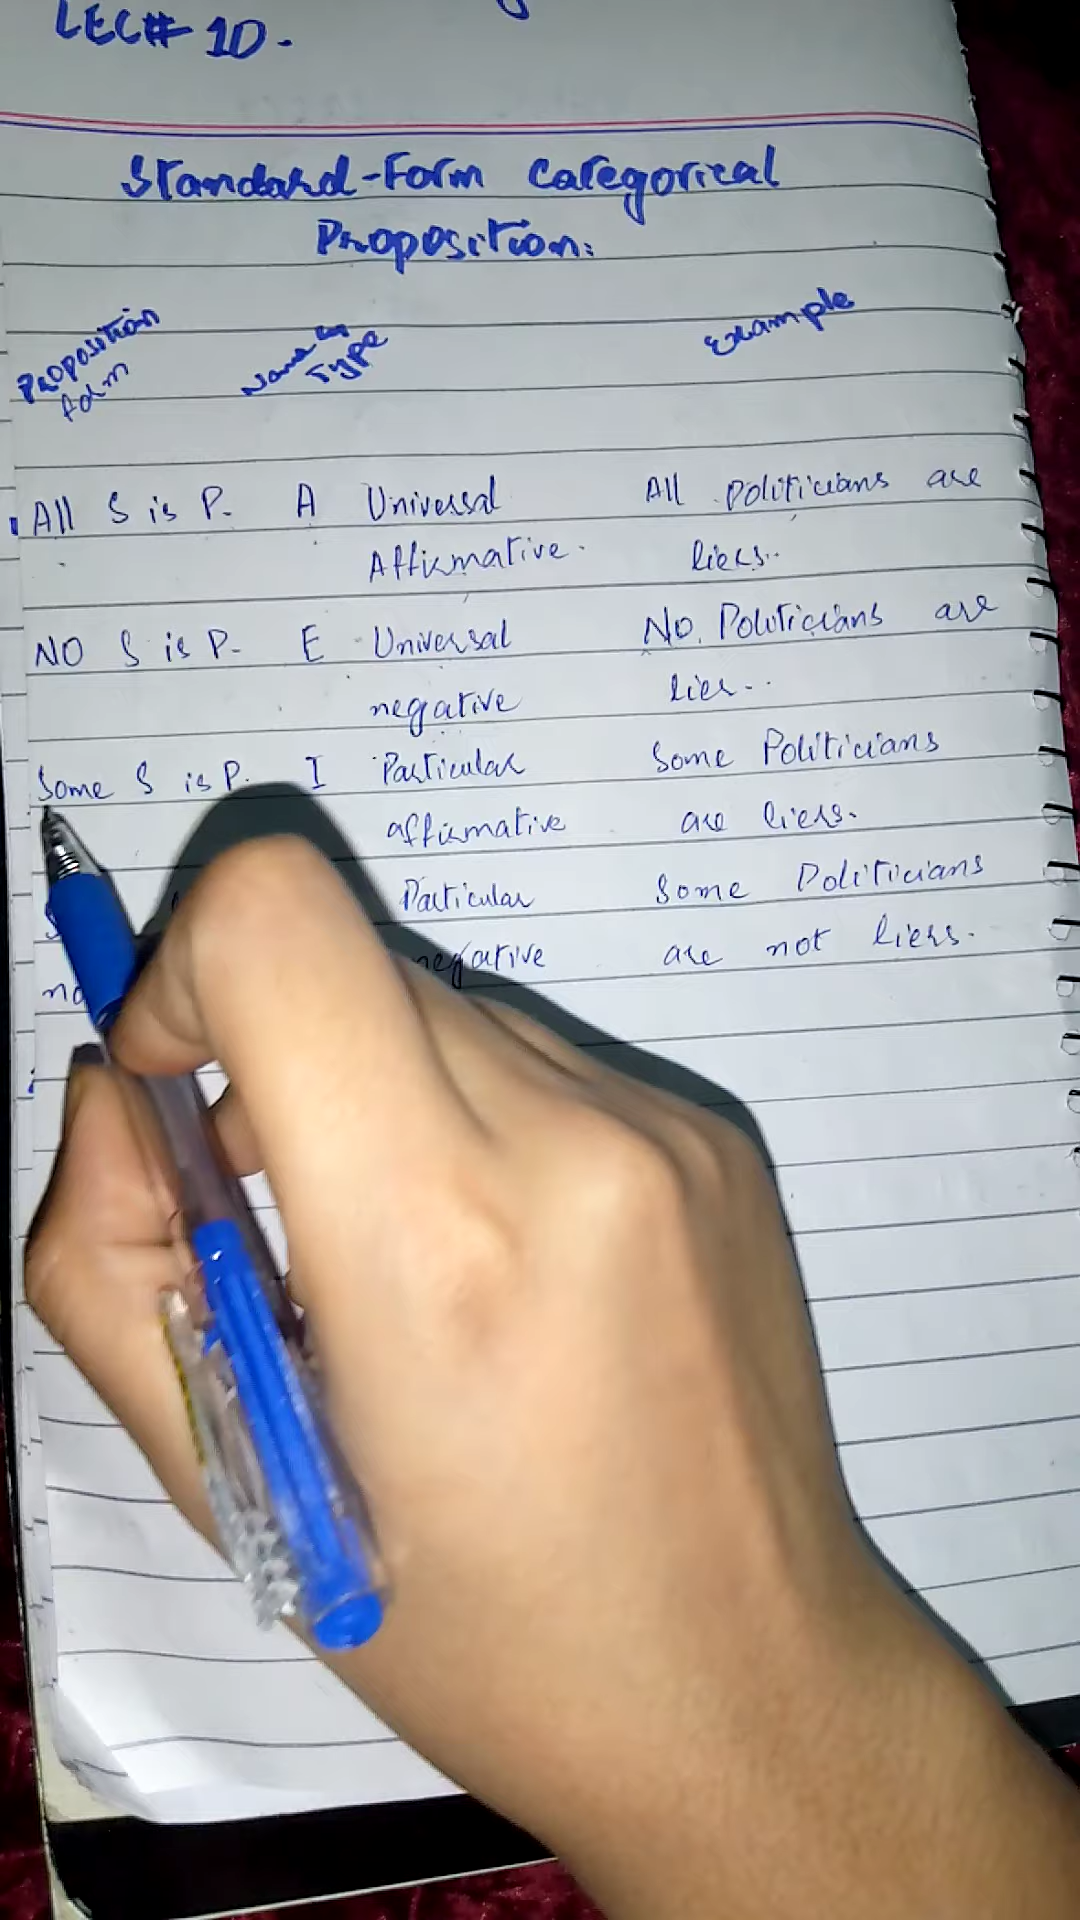 LEC# 10.
Standard-Form Categorical
Proposition:
Proposition form Name & Type Example
All S is P. A Universal All politicians are
Affirmative. liers..
NO S is P. E Universal No. Politicians are
negative lier..
Some S is P. I Particular Some Politicians
affirmative are liers.
Particular Some Politicians
negative are not liers.